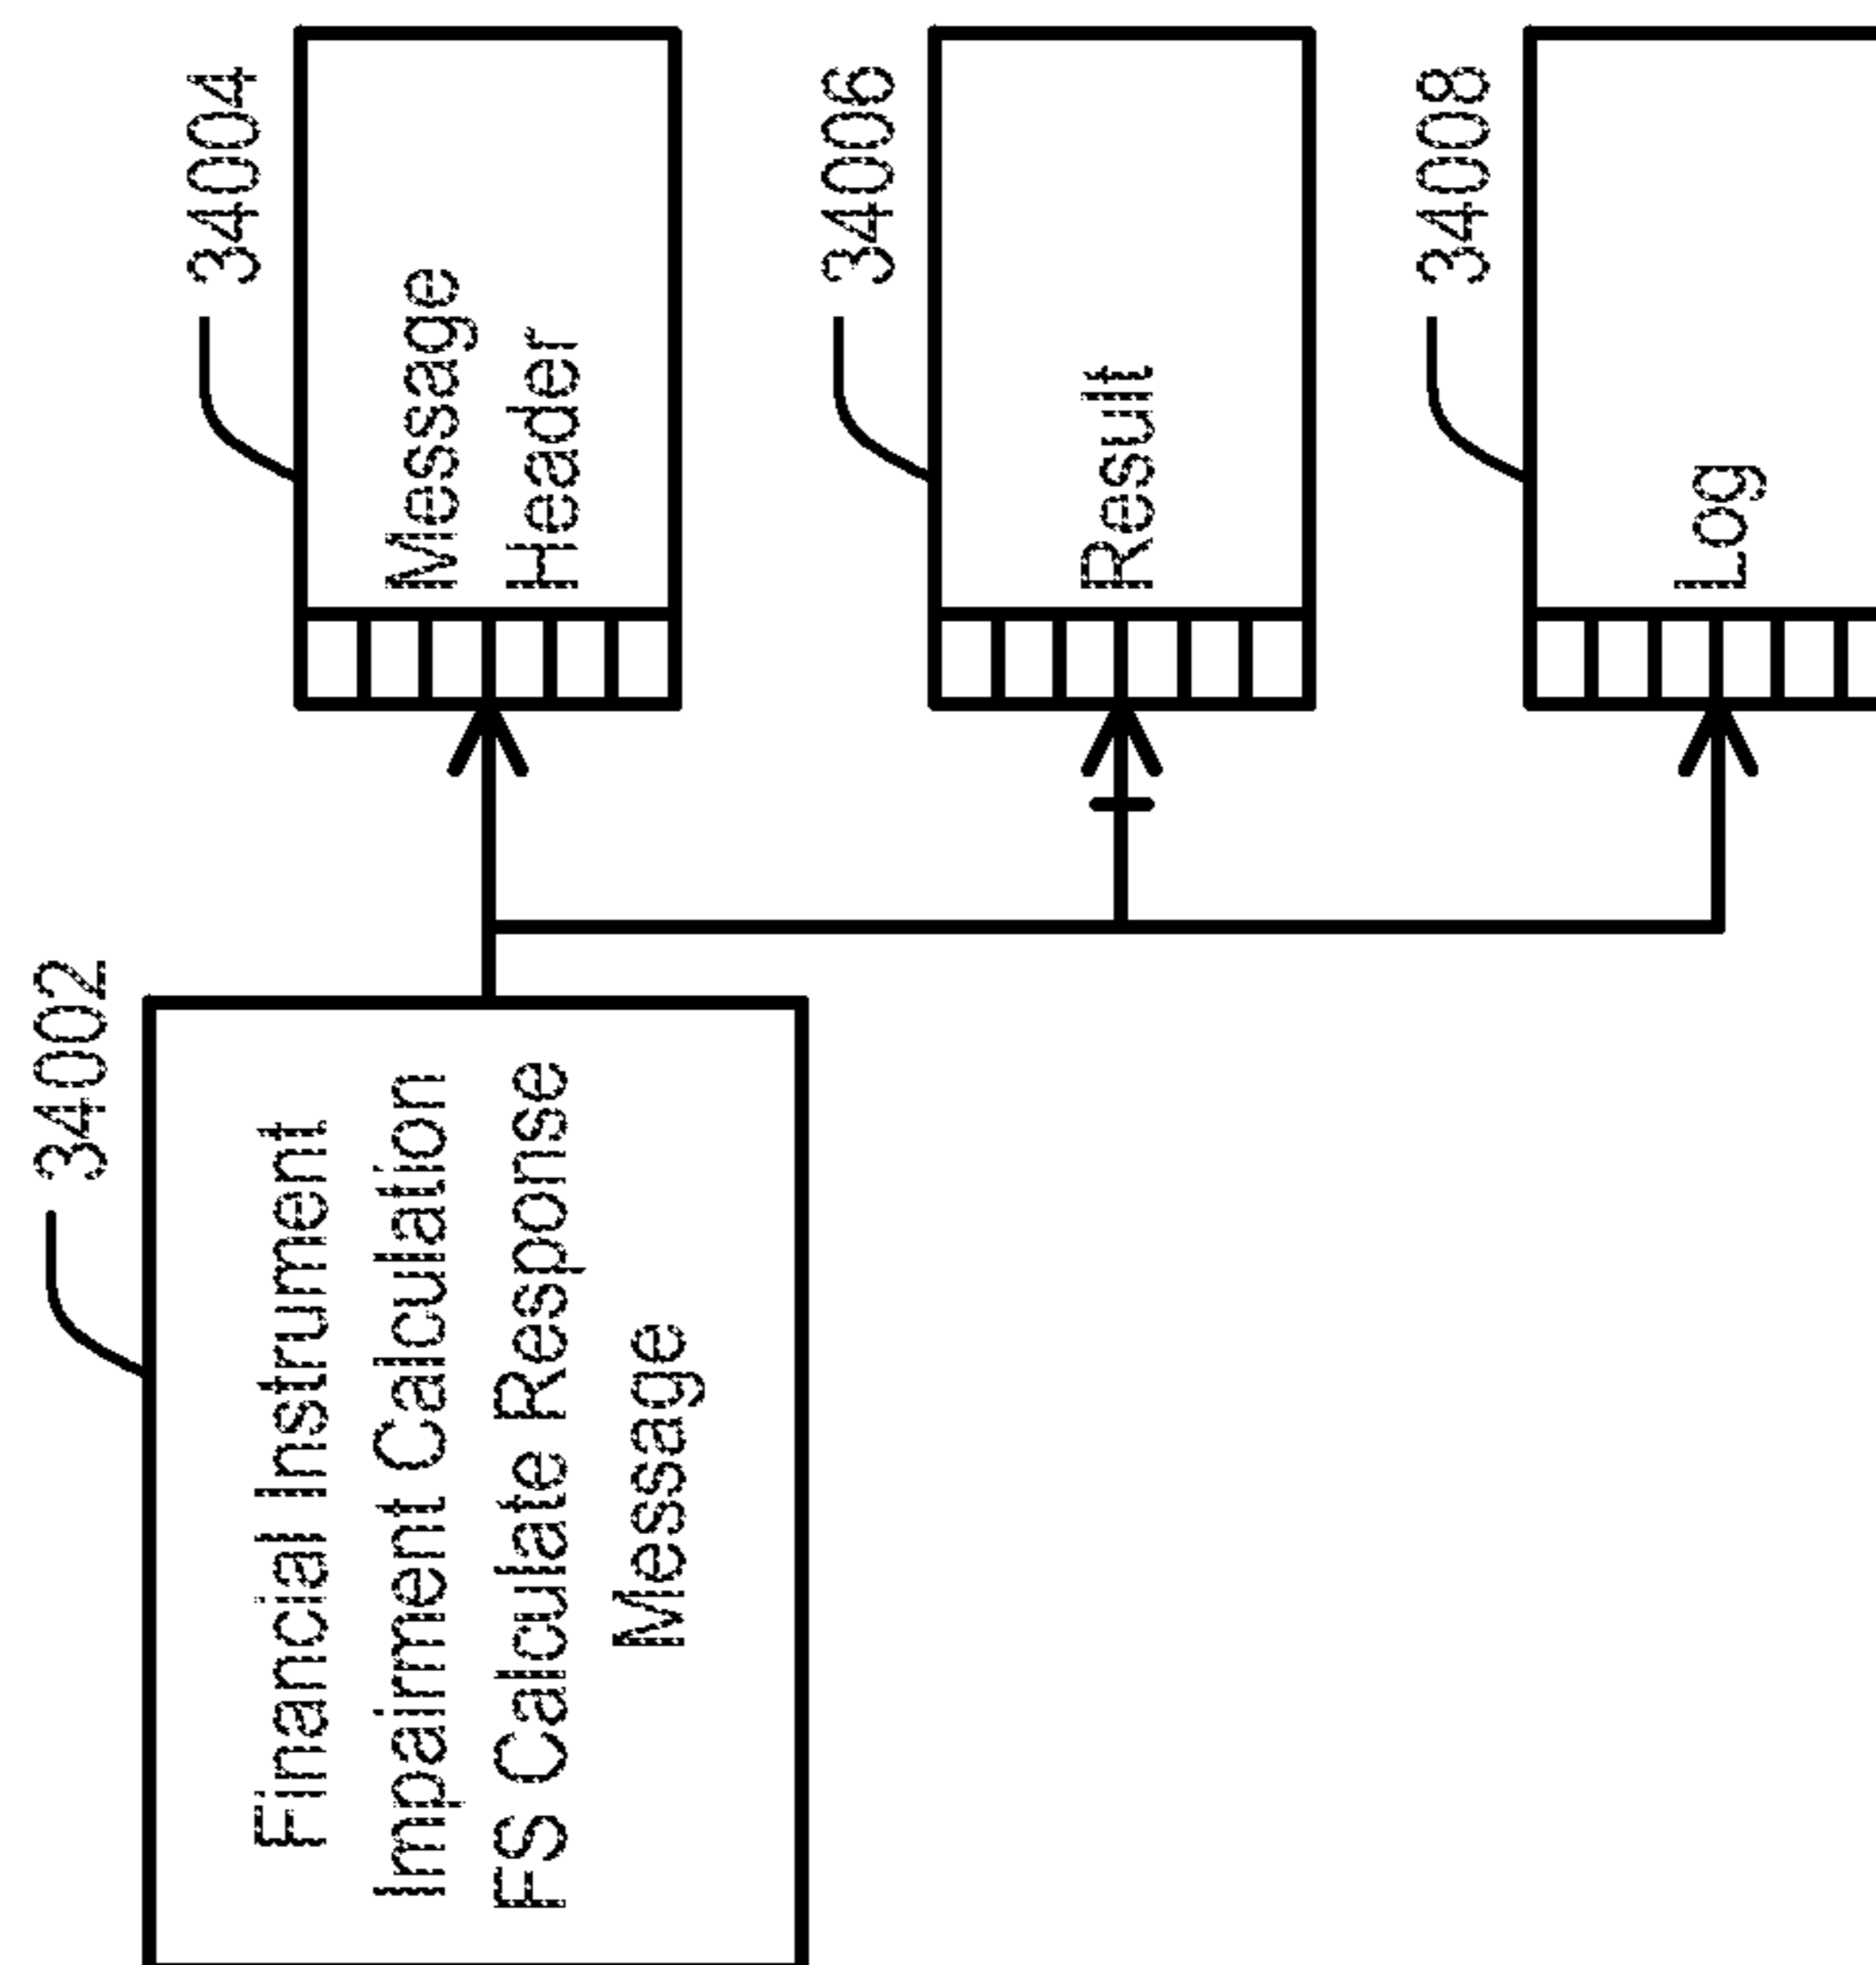 34002
Financial Instrument
Impairment Calculation
FS Calculate Response
Message
34004
Message
Header
34006
Result
34008
Log